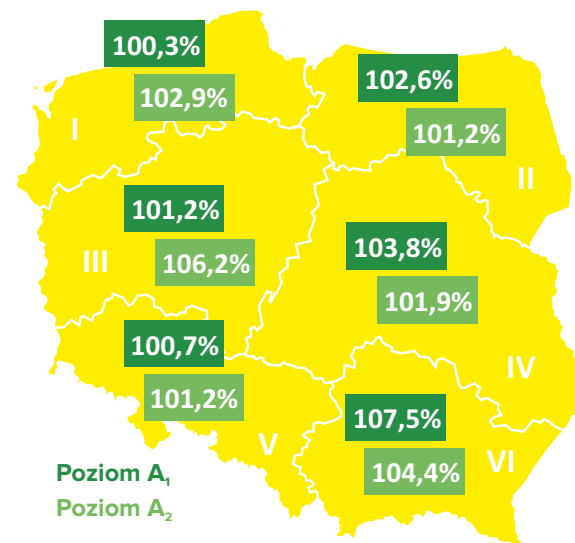 100,3%
102,9%
I
102,6%
101,2%
II
101,2%
106,2%
III
103,8%
101,9%
IV
100,7%
101,2%
V
107,5%
104,4%
VI
Poziom A₁
Poziom A₂